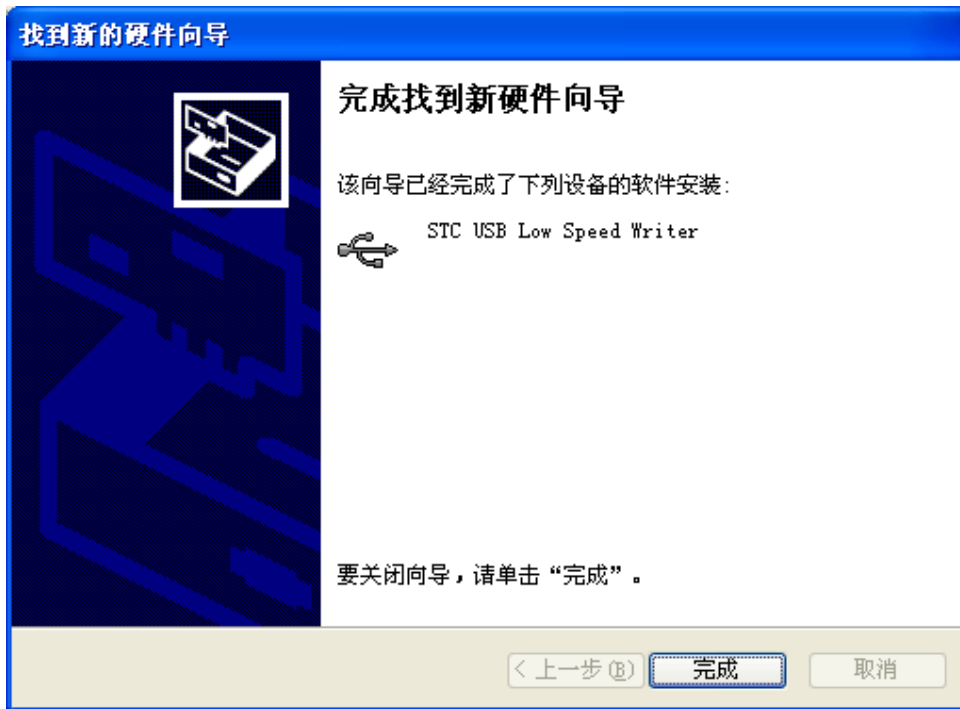 找到新的硬件向导
完成找到新硬件向导
该向导已经完成了下列设备的软件安装:
STC USB Low Speed Writer
要关闭向导，请单击“完成”。
< 上一步(B)
完成
取消